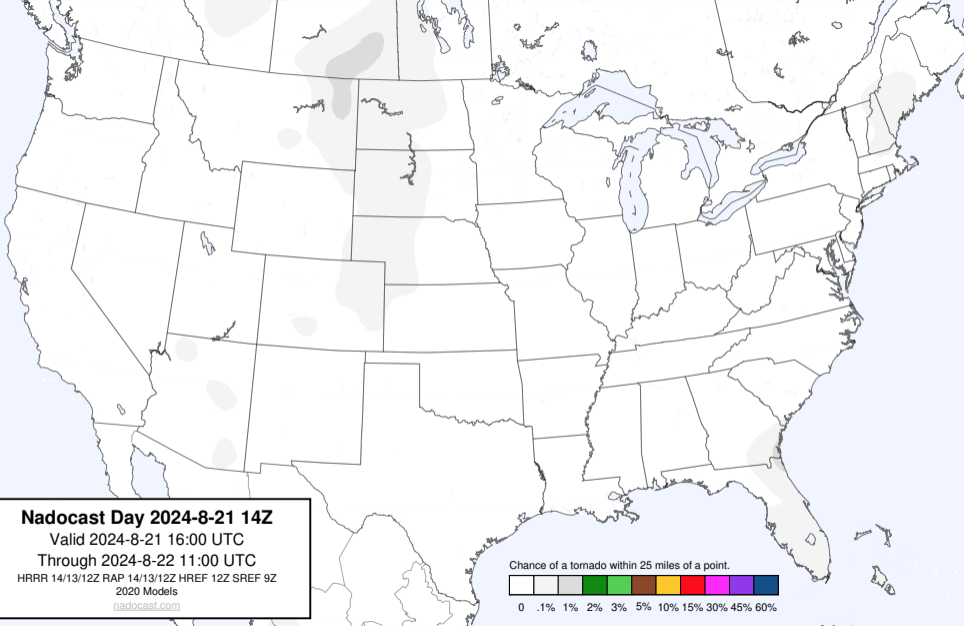 Nadocast Day 2024-8-21 14Z
Valid 2024-8-21 16:00 UTC
Through 2024-8-22 11:00 UTC
HRRR 14/13/12Z RAP 14/13/12Z HREF 12Z SREF 9Z
2020 Models
nadocast.com
Chance of a tornado within 25 miles of a point.
0 .1% 1% 2% 3% 5% 10% 15% 30% 45% 60%